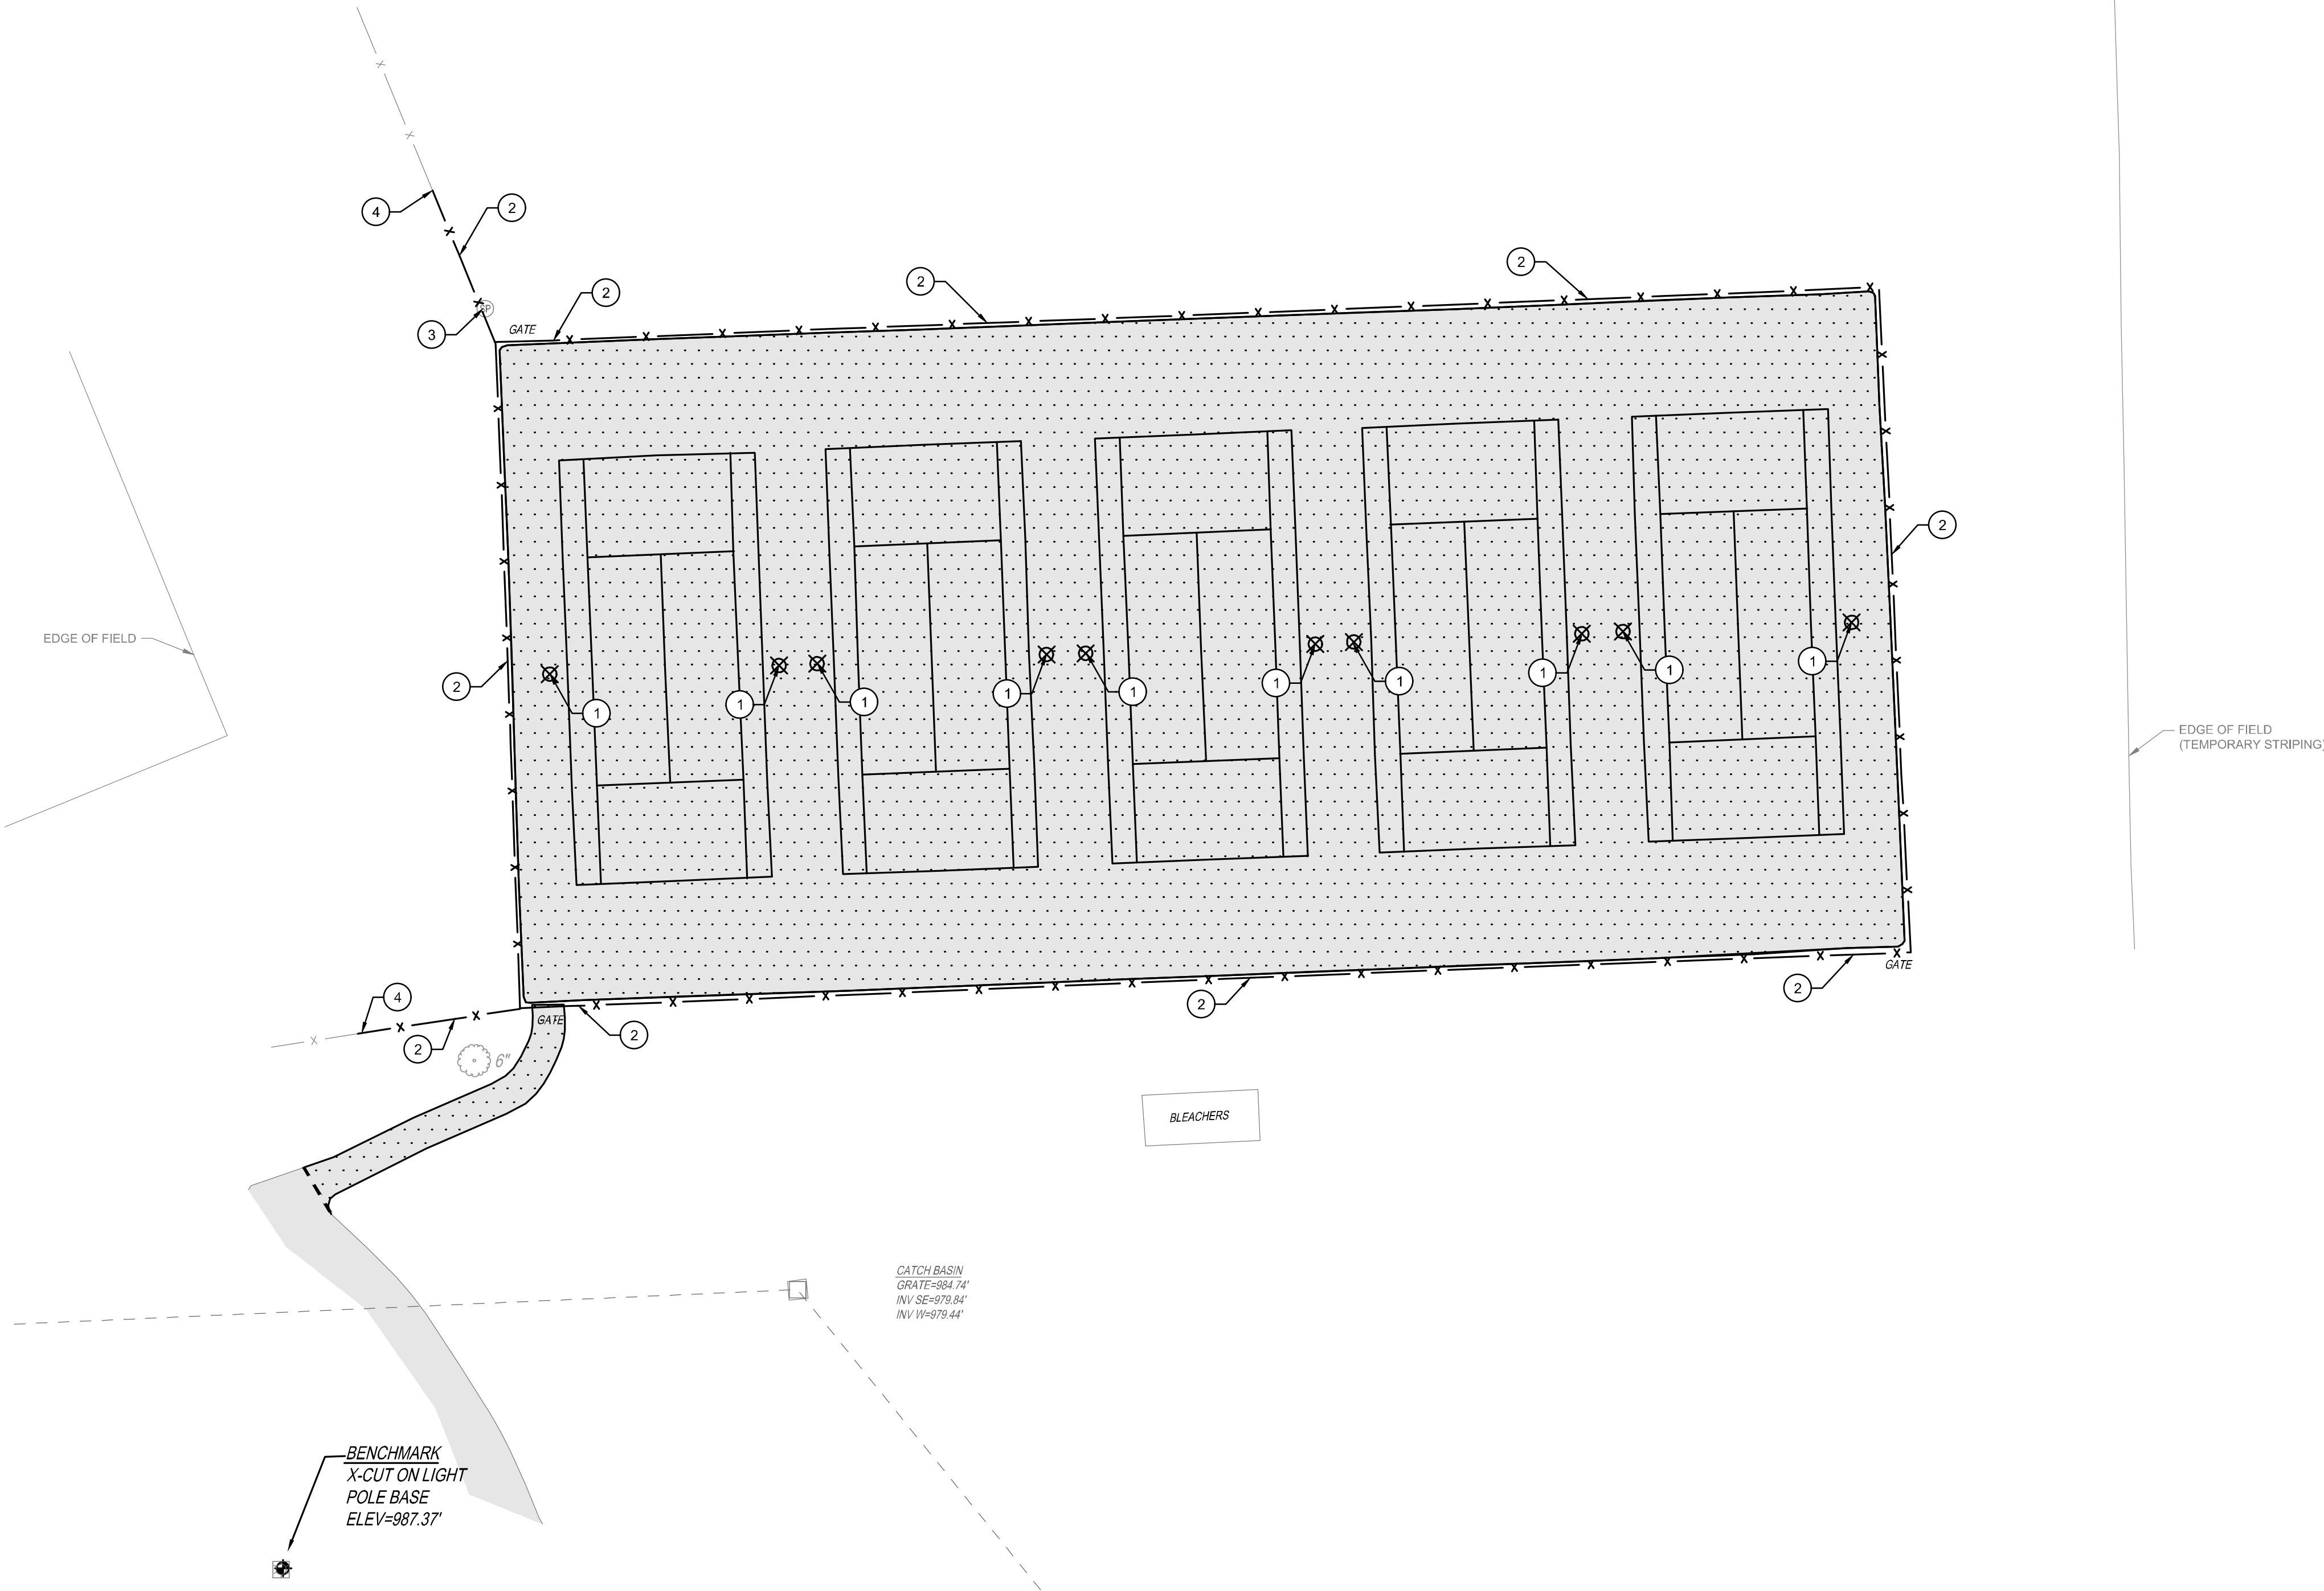 4
2
3
2
2
2
GATE
SP
2
2
EDGE OF FIELD
EDGE OF FIELD
(TEMPORARY STRIPING)
1
1
1
1
1
1
1
1
1
1
GATE
2
2
2
GATE
4
2
6"
BLEACHERS
CATCH BASIN
GRATE=984.74'
INV SE=979.84'
INV W=979.44'
BENCHMARK
X-CUT ON LIGHT
POLE BASE
ELEV=987.37'